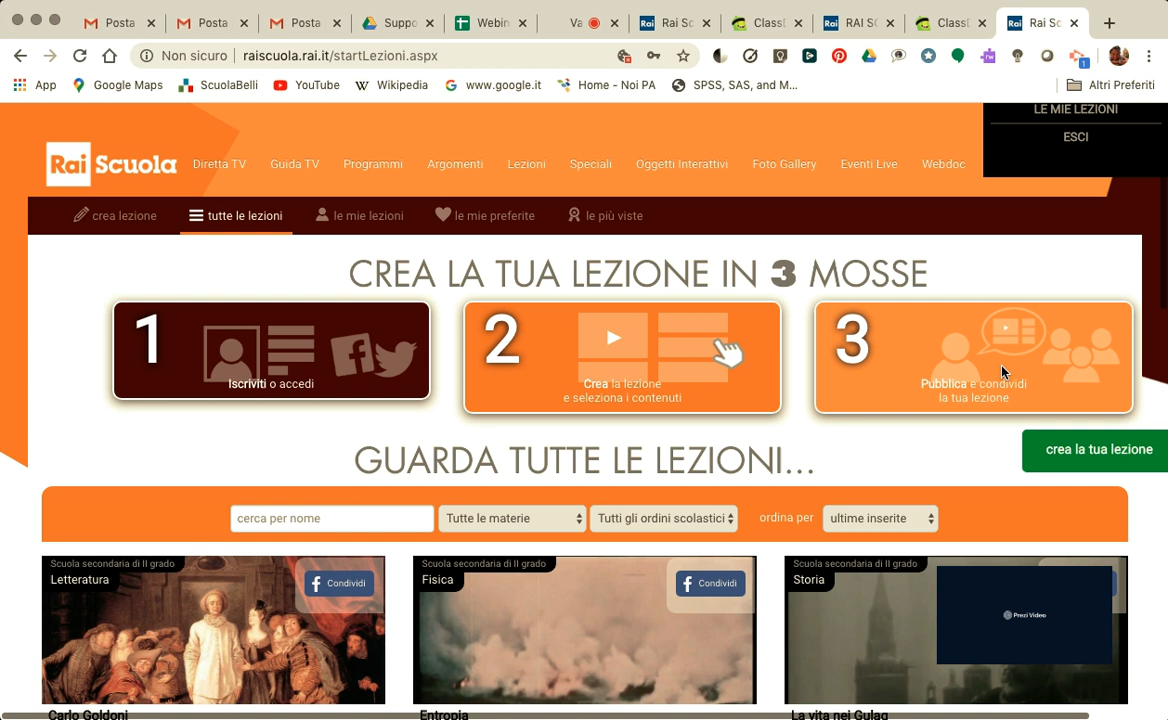 Posta
Posta
Posta
Suppo
Webin
Va
Rai Sc
ClassD
RAI SC
ClassD
Rai Sc
Non sicuro
raiscuola.rai.it/startLezioni.aspx
1
App
Google Maps
ScuolaBelli
YouTube
Wikipedia
www.google.it
Home - Noi PA
SPSS, SAS, and M...
Altri Preferiti
LE MIE LEZIONI
ESCI
Rai Scuola
Diretta TV
Guida TV
Programmi
Argomenti
Lezioni
Speciali
Oggetti Interattivi
Foto Gallery
Eventi Live
Webdoc
crea lezione
tutte le lezioni
le mie lezioni
le mie preferite
le più viste
CREA LA TUA LEZIONE IN 3 MOSSE
1
Iscriviti o accedi
2
Crea la lezione
e seleziona i contenuti
3
Pubblica e condividi
la tua lezione
crea la tua lezione
GUARDA TUTTE LE LEZIONI...
cerca per nome
Tutte le materie
Tutti gli ordini scolastici
ordina per
ultime inserite
Scuola secondaria di II grado
Letteratura
Condividi
Carlo Goldoni
Scuola secondaria di II grado
Fisica
Condividi
Entropia
Scuola secondaria di II grado
Storia
Prezi Video
La vita nei Gulag